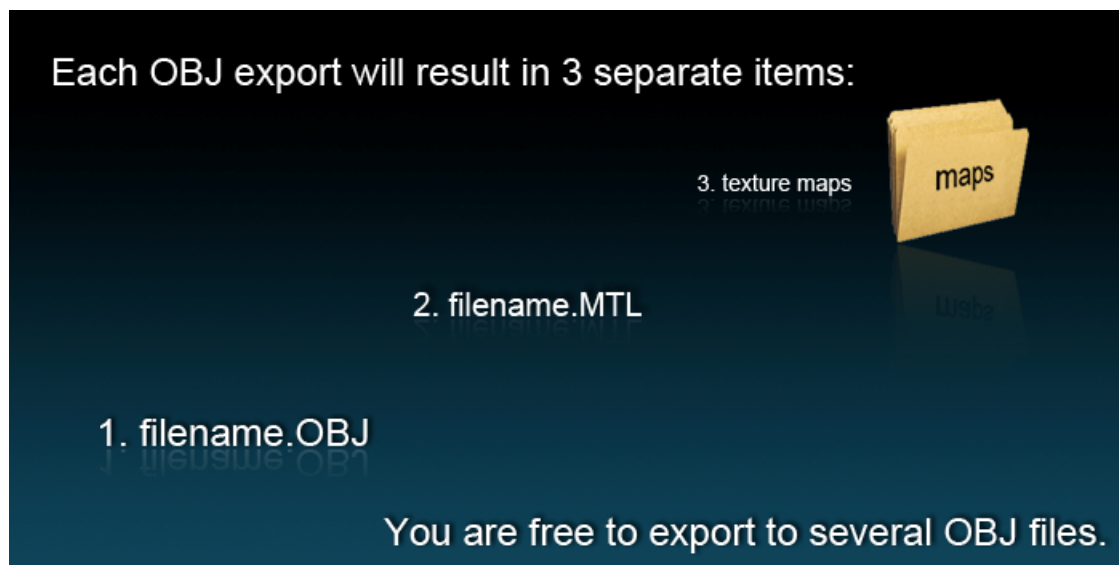 Each OBJ export will result in 3 separate items:
3. texture maps
maps
2. filename.MTL
1. filename.OBJ
You are free to export to several OBJ files.